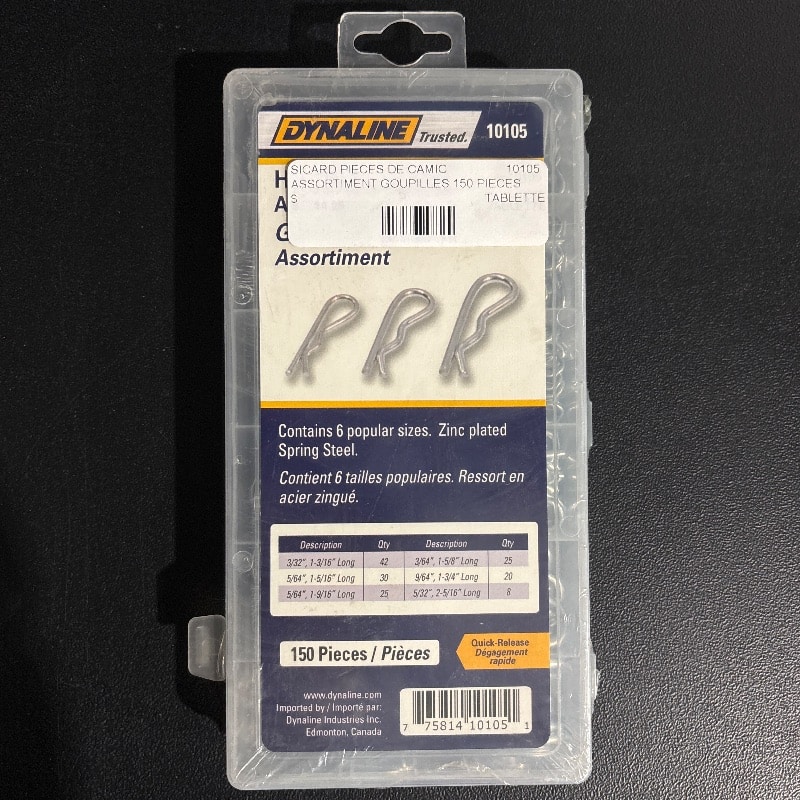 DYNALINE Trusted. 10105
SICARD PIECES DE CAMIC 10105
ASSORTIMENT GOUPILLES 150 PIECES
S TABLETTE
H
A
G
Assortiment
Contains 6 popular sizes. Zinc plated
Spring Steel.
Contient 6 tailles populaires. Ressort en
acier zingué.
Description Qty Description Qty
3/32", 1-3/16" Long 42 3/64", 1-5/8" Long 25
5/64", 1-5/16" Long 30 9/64", 1-3/4" Long 20
5/64", 1-9/16" Long 25 5/32", 2-5/16" Long 8
150 Pieces / Pièces
Quick-Release
Dégagement
rapide
www.dynaline.com
Imported by / Importé par:
Dynaline Industries Inc.
Edmonton, Canada
7 75814 10105 1